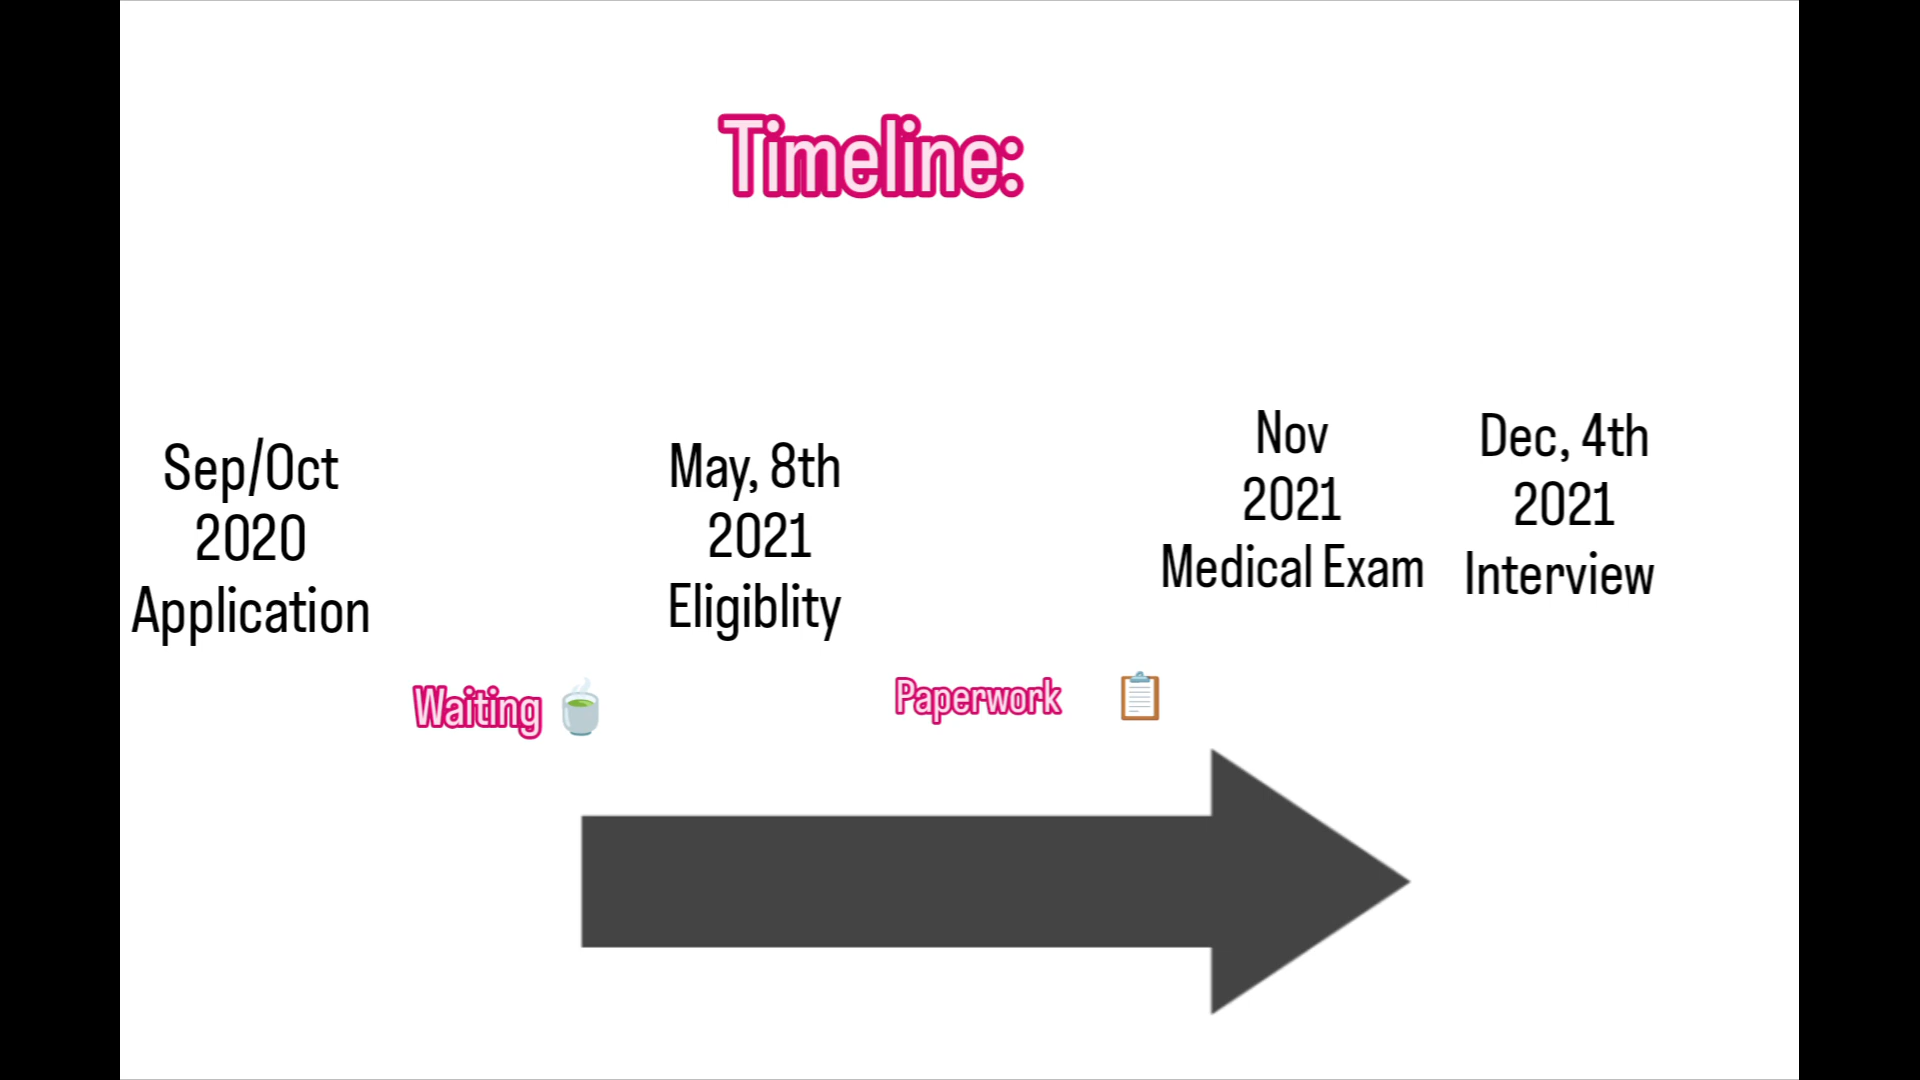 Timeline:
Sep/Oct
2020
Application
Waiting
May, 8th
2021
Eligiblity
Paperwork
Nov
2021
Medical Exam
Dec, 4th
2021
Interview